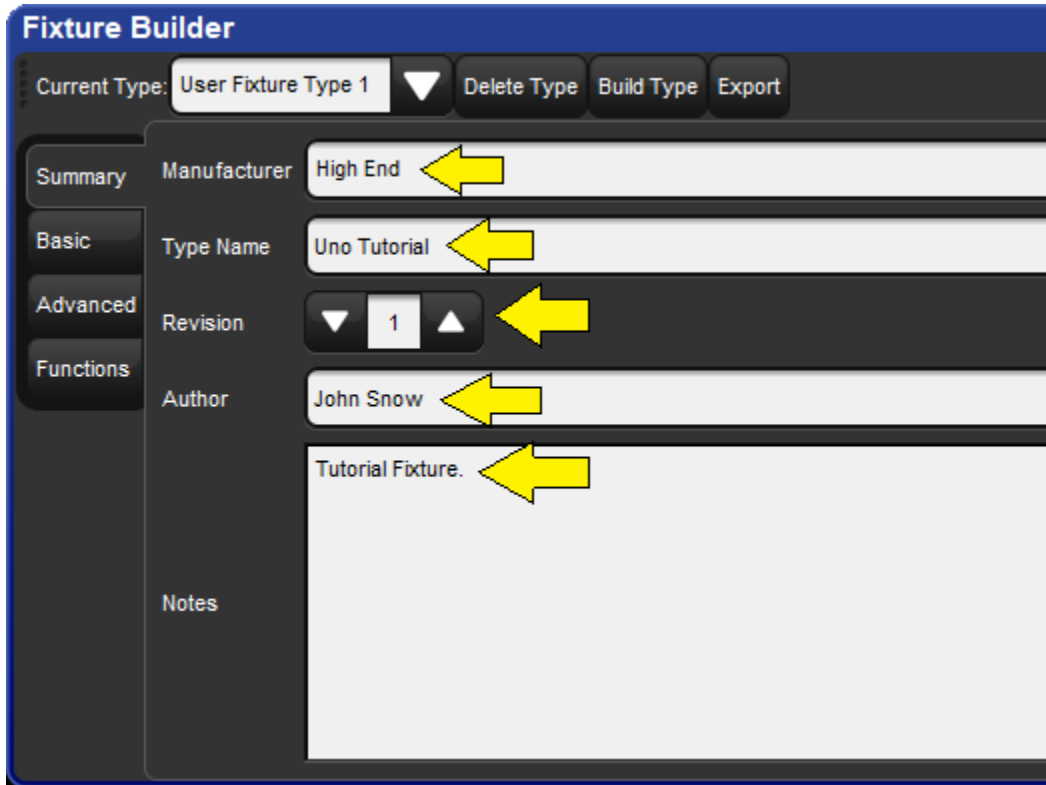 Fixture Builder
Current Type: User Fixture Type 1 Delete Type Build Type Export
Summary
Basic
Advanced
Functions
Manufacturer High End
Type Name Uno Tutorial
Revision 1
Author John Snow
Notes Tutorial Fixture.